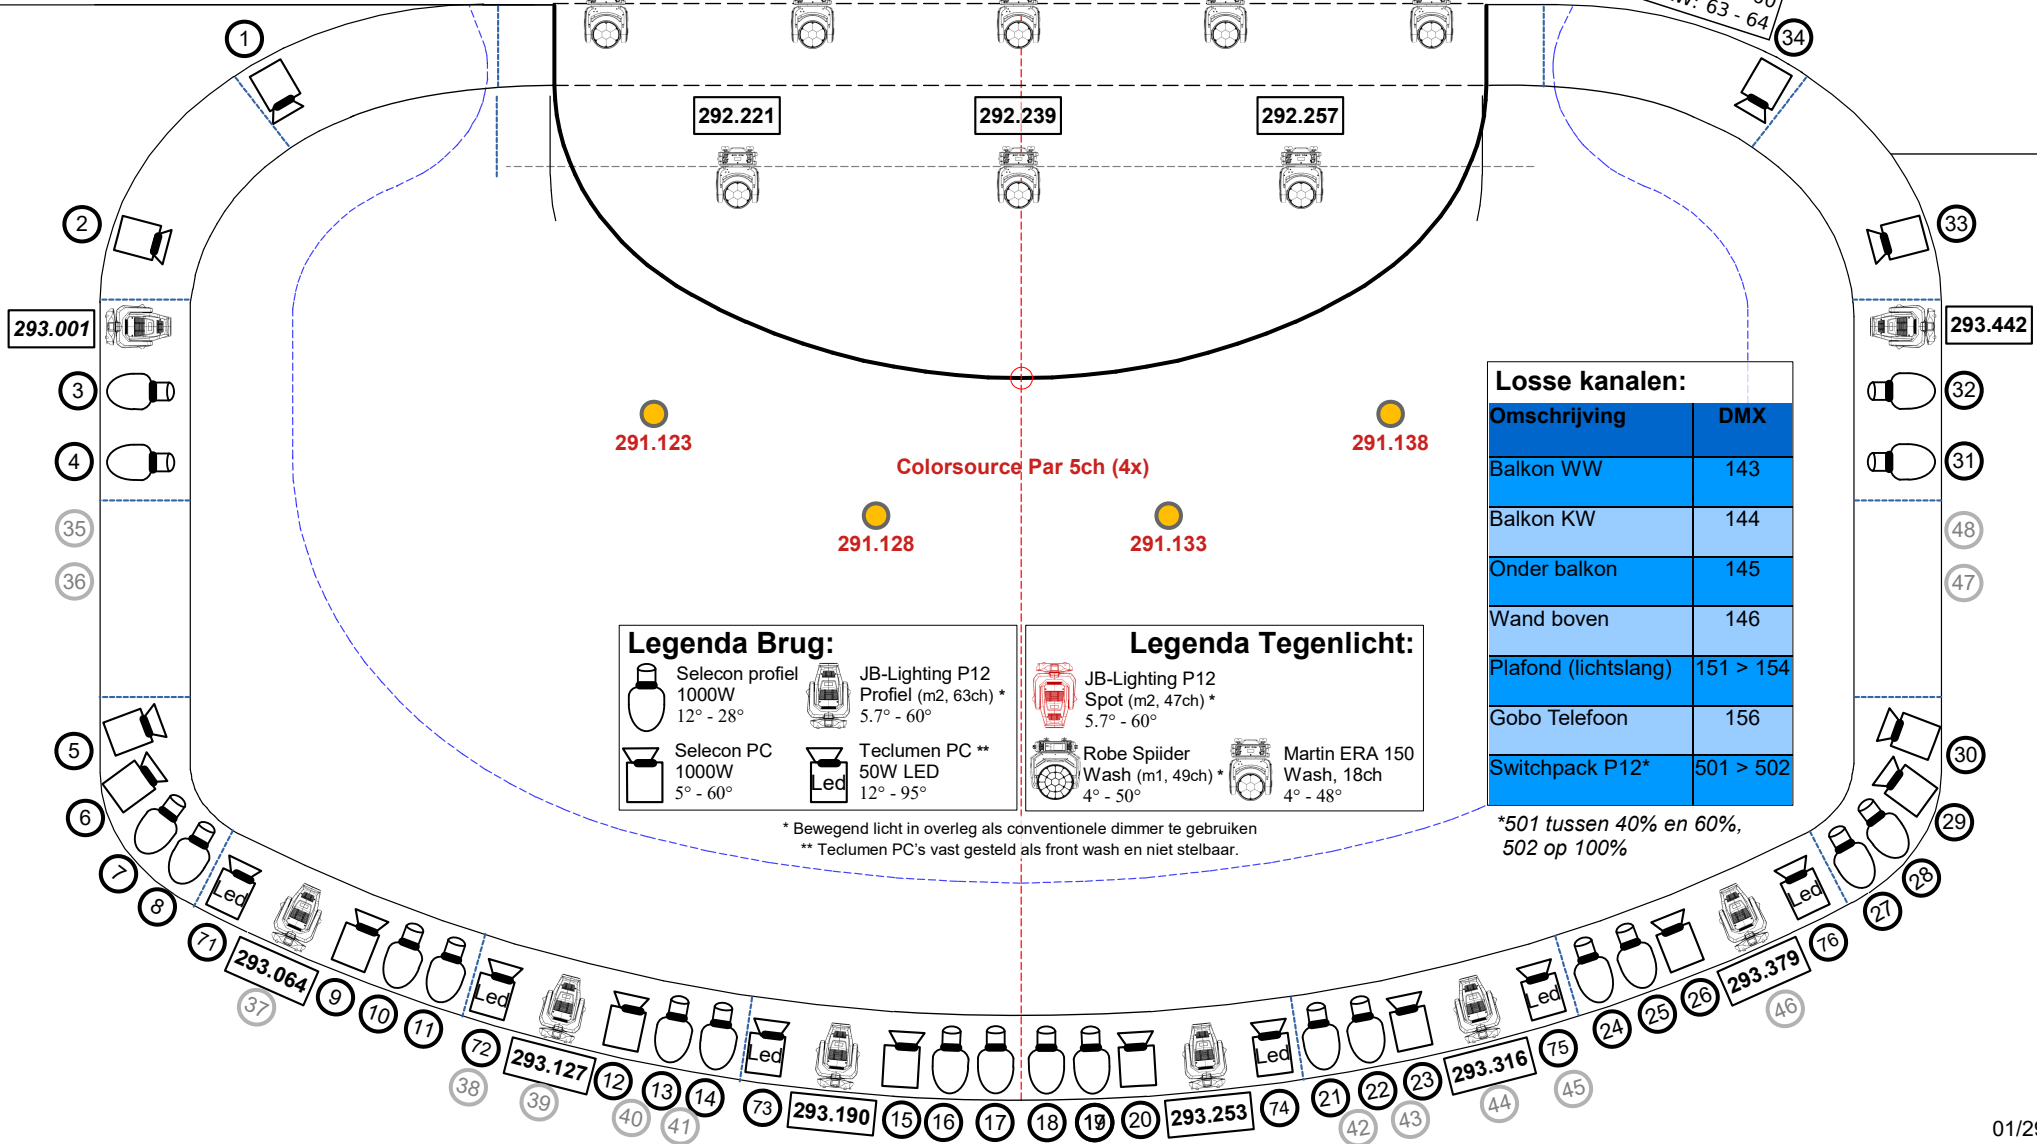 W: 63 - 64
1
34
292.221
292.239
292.257
2
33
293.001
293.442
3
32
4
31
35
48
36
47
291.123
291.138
Colorsource Par 5ch (4x)
291.128
291.133
Losse kanalen:
Omschrijving DMX
Balkon WW 143
Balkon KW 144
Onder balkon 145
Wand boven 146
Plafond (lichtslang) 151 > 154
Gobo Telefoon 156
Switchpack P12* 501 > 502
*501 tussen 40% en 60%,
502 op 100%
Legenda Brug:
Selecon profiel
1000W
12° - 28°
JB-Lighting P12
Profiel (m2, 63ch) *
5.7° - 60°
Selecon PC
1000W
5° - 60°
Led
Teclumen PC **
50W LED
12° - 95°
Legenda Tegenlicht:
JB-Lighting P12
Spot (m2, 47ch) *
5.7° - 60°
Robe Spiider
Wash (m1, 49ch) *
4° - 50°
Martin ERA 150
Wash, 18ch
4° - 48°
* Bewegend licht in overleg als conventionele dimmer te gebruiken
** Teclumen PC's vast gesteld als front wash en niet stelbaar.
5
6
7
8
Led
71
293.064
37
9
10
11
Led
72
38
293.127
39
12
40
13
41
14
Led
73
293.190
15
16
17
18
19
20
293.253
Led
74
21
42
22
43
23
293.316
44
Led
75
45
24
25
26
293.379
46
Led
76
27
28
29
30
01/29